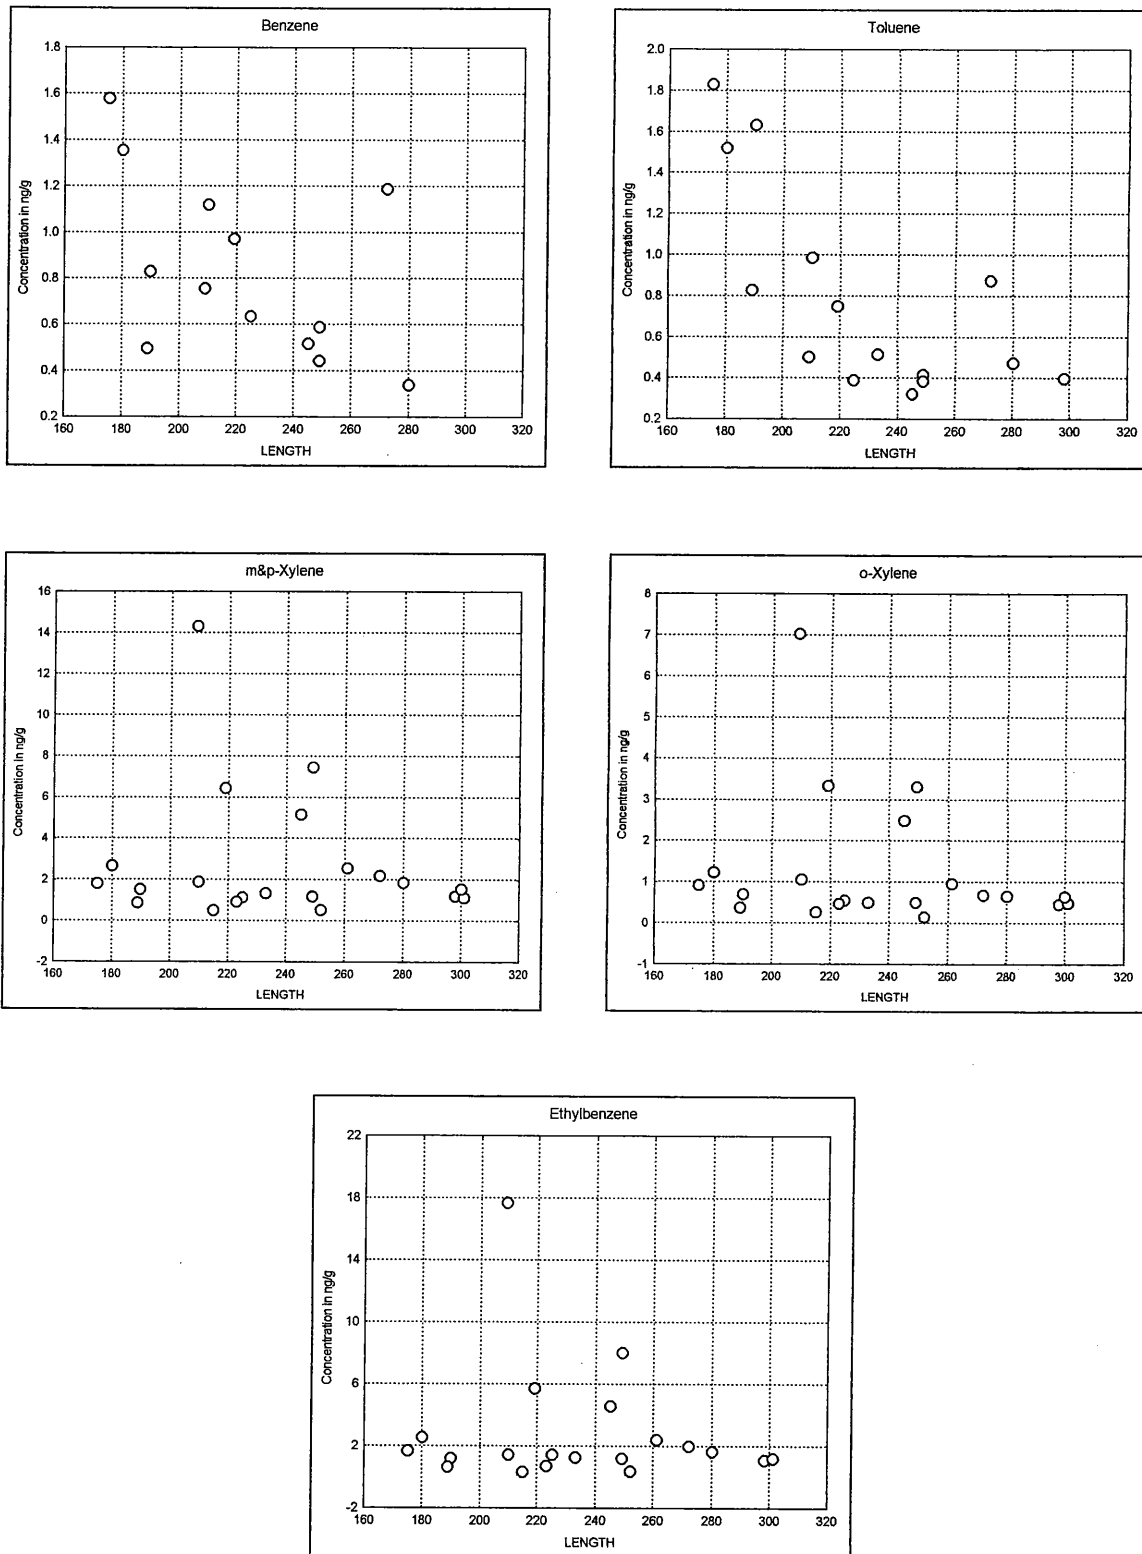 Benzene
1.8
1.6
1.4
1.2
1.0
0.8
0.6
0.4
0.2
Concentration in ng/g
160 180 200 220 240 260 280 300 320
LENGTH
Toluene
2.0
1.8
1.6
1.4
1.2
1.0
0.8
0.6
0.4
0.2
Concentration in ng/g
160 180 200 220 240 260 280 300 320
LENGTH
m&p-Xylene
16
14
12
10
8
6
4
2
0
-2
Concentration in ng/g
160 180 200 220 240 260 280 300 320
LENGTH
o-Xylene
8
7
6
5
4
3
2
1
0
-1
Concentration in ng/g
160 180 200 220 240 260 280 300 320
LENGTH
Ethylbenzene
22
18
14
10
6
2
-2
Concentration in ng/g
160 180 200 220 240 260 280 300 320
LENGTH